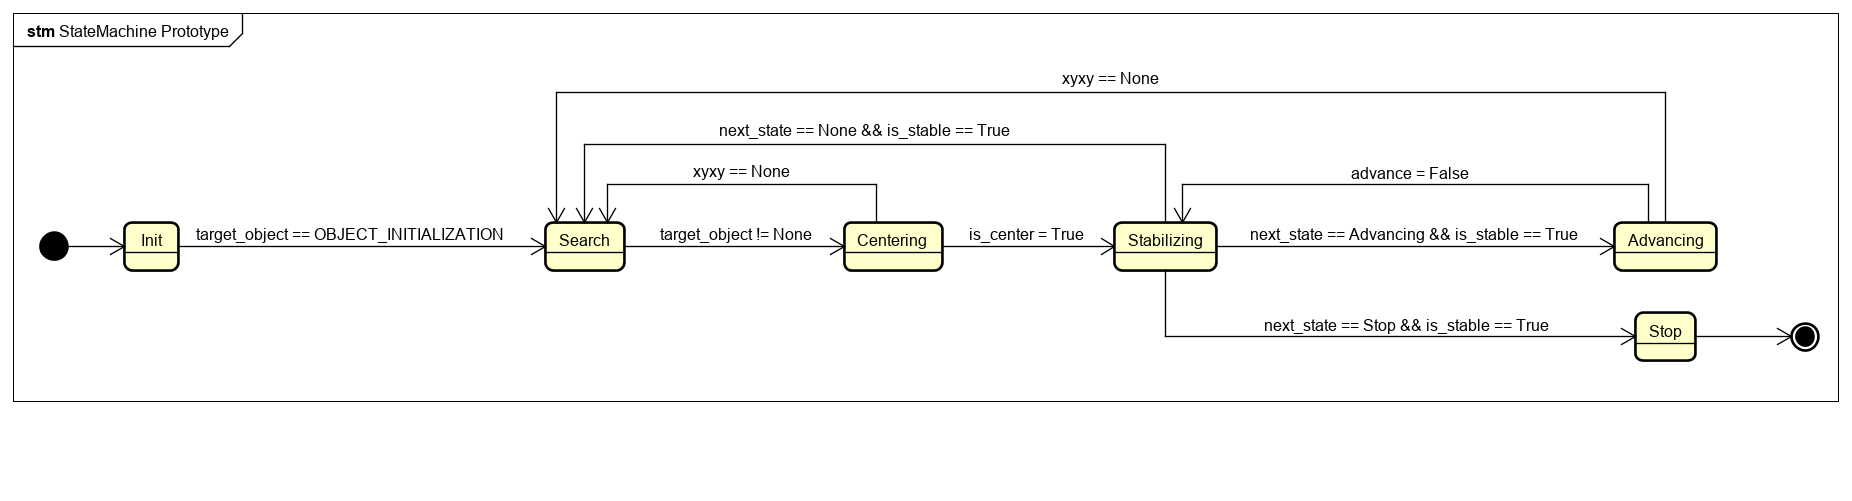 stm StateMachine Prototype
xyxy == None
next_state == None && is_stable == True
xyxy == None
advance = False
Init
target_object == OBJECT_INITIALIZATION
Search
target_object != None
Centering
is_center = True
Stabilizing
next_state == Advancing && is_stable == True
Advancing
next_state == Stop && is_stable == True
Stop